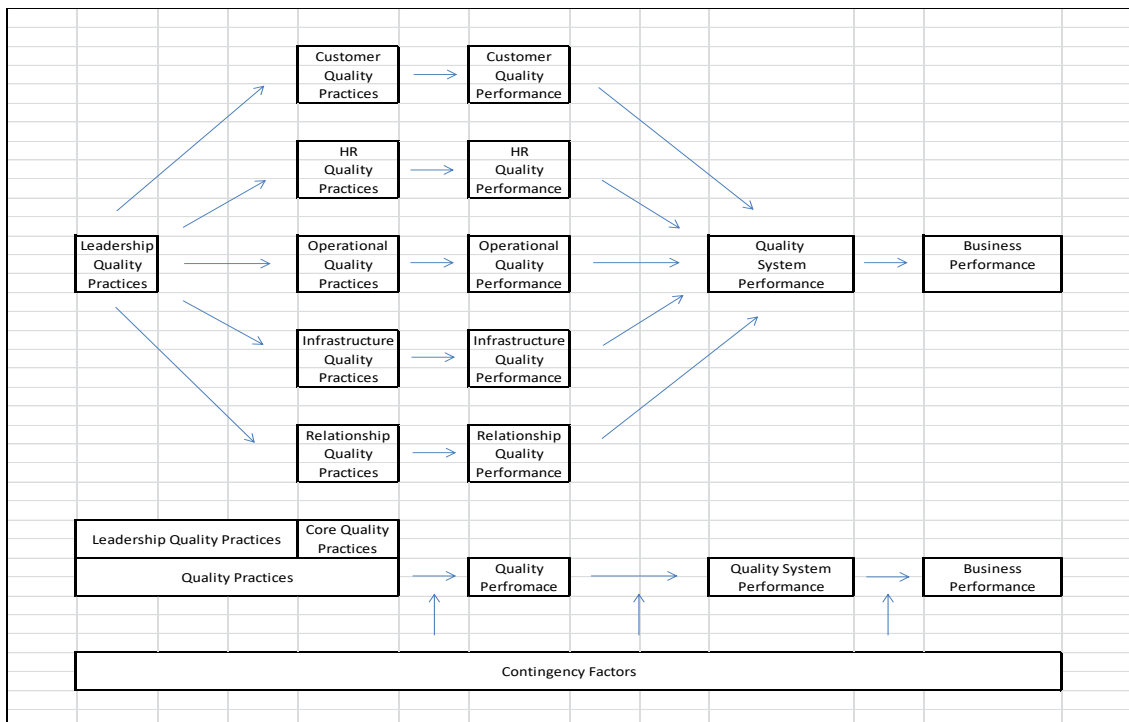 Customer
Quality
Practices
Customer
Quality
Performance
HR
Quality
Practices
HR
Quality
Performance
Leadership
Quality
Practices
Operational
Quality
Practices
Operational
Quality
Performance
Quality
System
Performance
Business
Performance
Infrastructure
Quality
Practices
Infrastructure
Quality
Performance
Relationship
Quality
Practices
Relationship
Quality
Performance
Leadership Quality Practices
Core Quality
Practices
Quality Practices
Quality
Perfromace
Quality System
Performance
Business
Performance
Contingency Factors